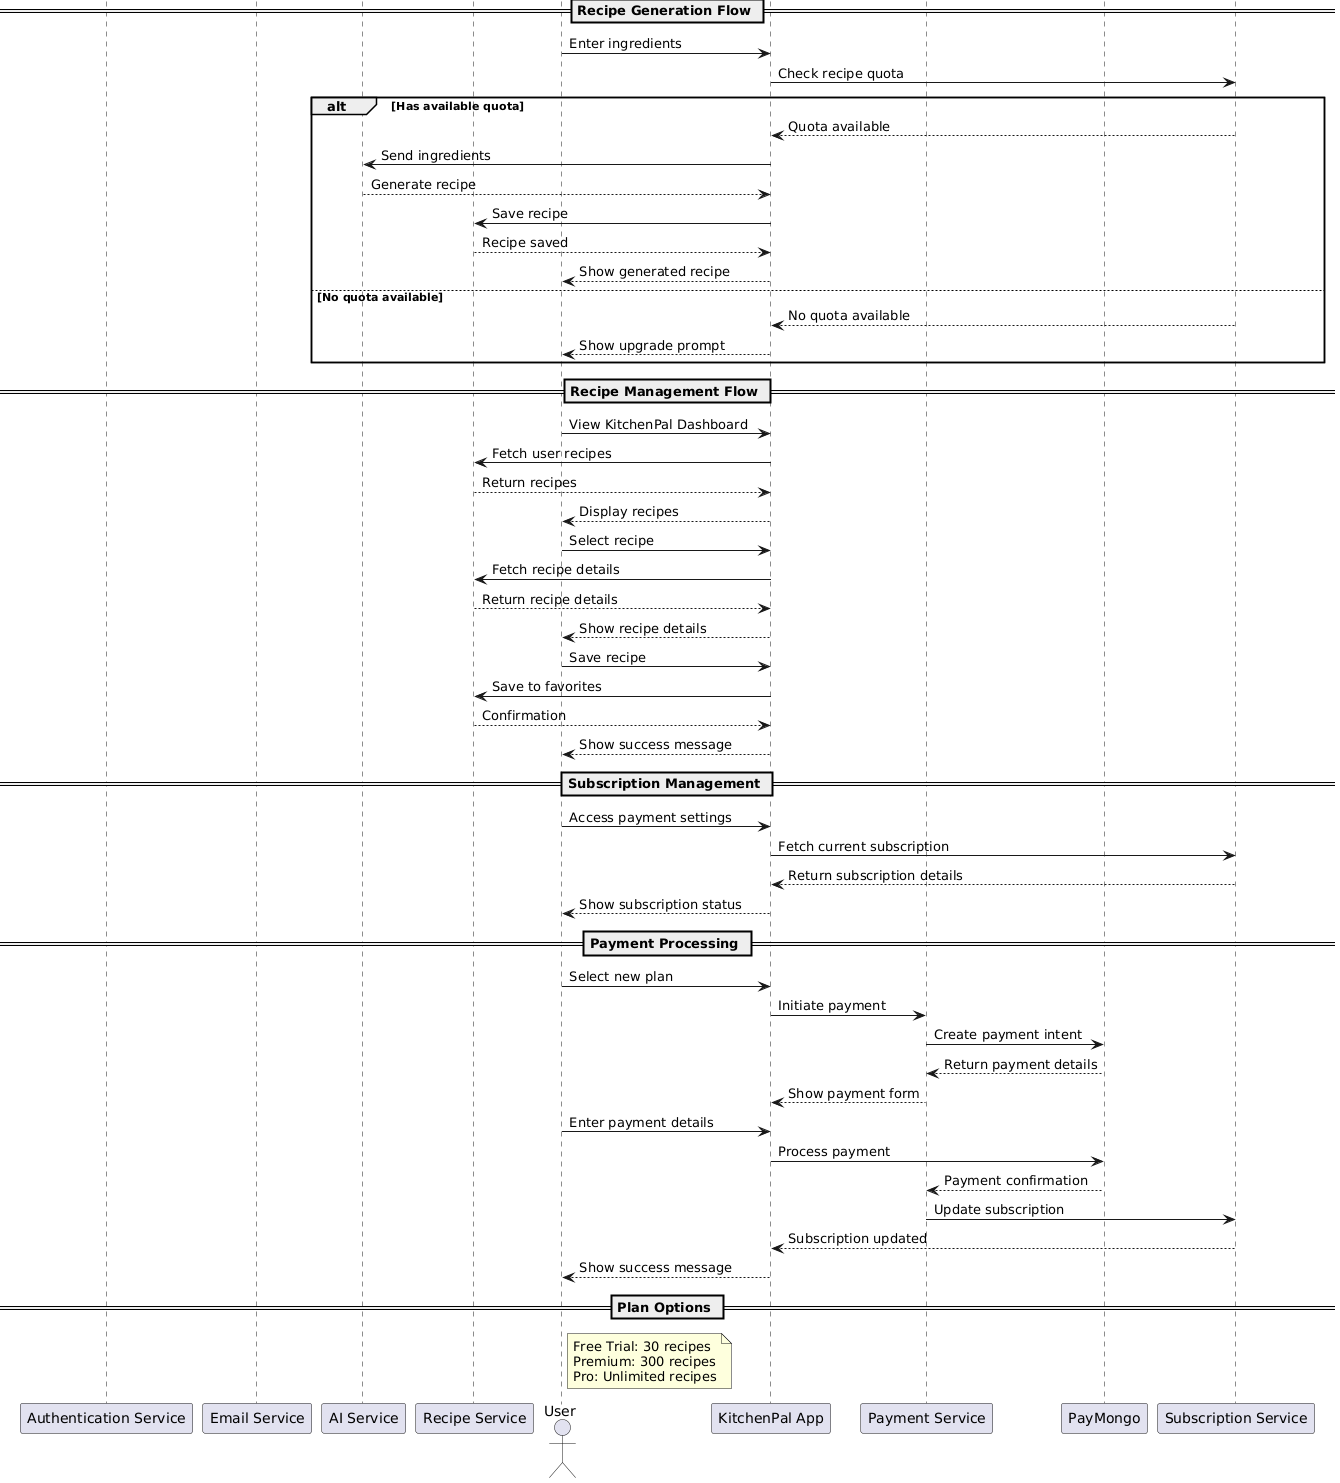 Recipe Generation Flow
Enter ingredients
Check recipe quota
alt [Has available quota]
Quota available
Send ingredients
Generate recipe
Save recipe
Recipe saved
Show generated recipe
[No quota available]
No quota available
Show upgrade prompt
Recipe Management Flow
View KitchenPal Dashboard
Fetch user recipes
Return recipes
Display recipes
Select recipe
Fetch recipe details
Return recipe details
Show recipe details
Save recipe
Save to favorites
Confirmation
Show success message
Subscription Management
Access payment settings
Fetch current subscription
Return subscription details
Show subscription status
Payment Processing
Select new plan
Initiate payment
Create payment intent
Return payment details
Show payment form
Enter payment details
Process payment
Payment confirmation
Update subscription
Subscription updated
Show success message
Plan Options
Free Trial: 30 recipes
Premium: 300 recipes
Pro: Unlimited recipes
Authentication Service
Email Service
AI Service
Recipe Service
User
KitchenPal App
Payment Service
PayMongo
Subscription Service